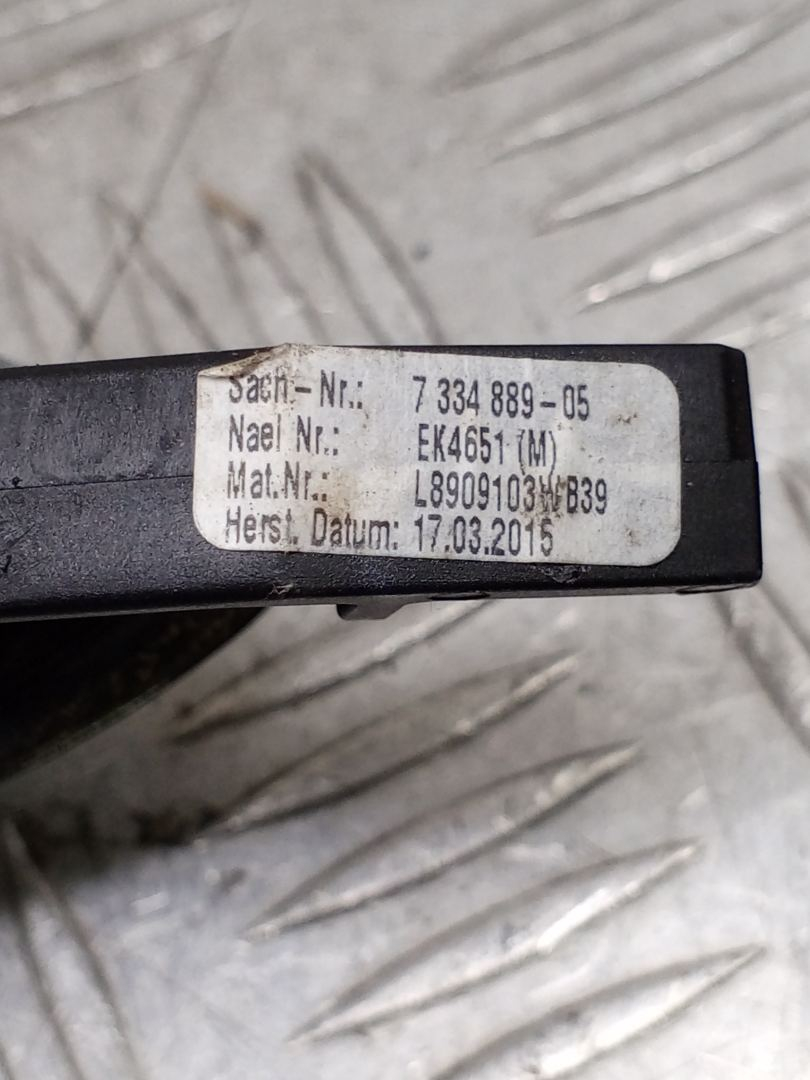 Sach-Nr.: 7 334 889-05
Nael Nr.: EK4651 (M)
Mat.Nr.: L8909103WB39
Herst. Datum: 17.03.2015